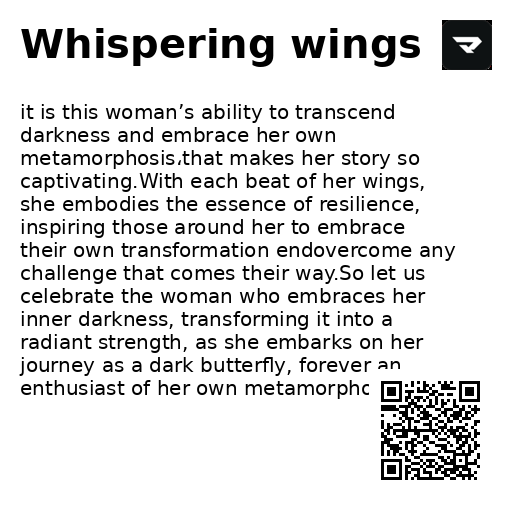 Whispering wings
it is this woman’s ability to transcend
darkness and embrace her own
metamorphosis,that makes her story so
captivating.With each beat of her wings,
she embodies the essence of resilience,
inspiring those around her to embrace
their own transformation endovercome any
challenge that comes their way.So let us
celebrate the woman who embraces her
inner darkness, transforming it into a
radiant strength, as she embarks on her
journey as a dark butterfly, forever an
enthusiast of her own